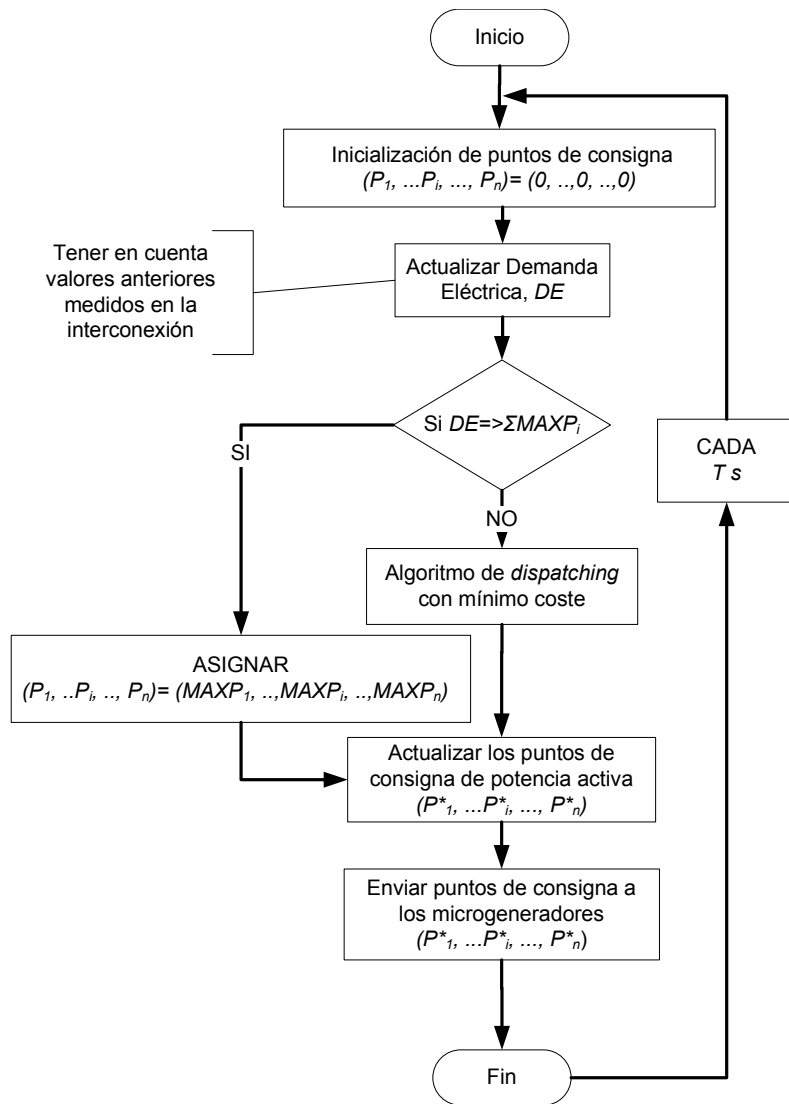 Inicio
Inicialización de puntos de consigna
(P1, ...Pi, ..., Pn)= (0, ..,0, ..,0)
Tener en cuenta
valores anteriores
medidos en la
interconexión
Actualizar Demanda
Eléctrica, DE
Si DE=>ΣMAXPi
SI
NO
CADA
T s
Algoritmo de dispatching
con mínimo coste
ASIGNAR
(P1, ..Pi, .., Pn)= (MAXP1, ..,MAXPi, ..,MAXPn)
Actualizar los puntos de
consigna de potencia activa
(P*1, ...P*i, ..., P*n)
Enviar puntos de consigna a
los microgeneradores
(P*1, ...P*i, ..., P*n)
Fin